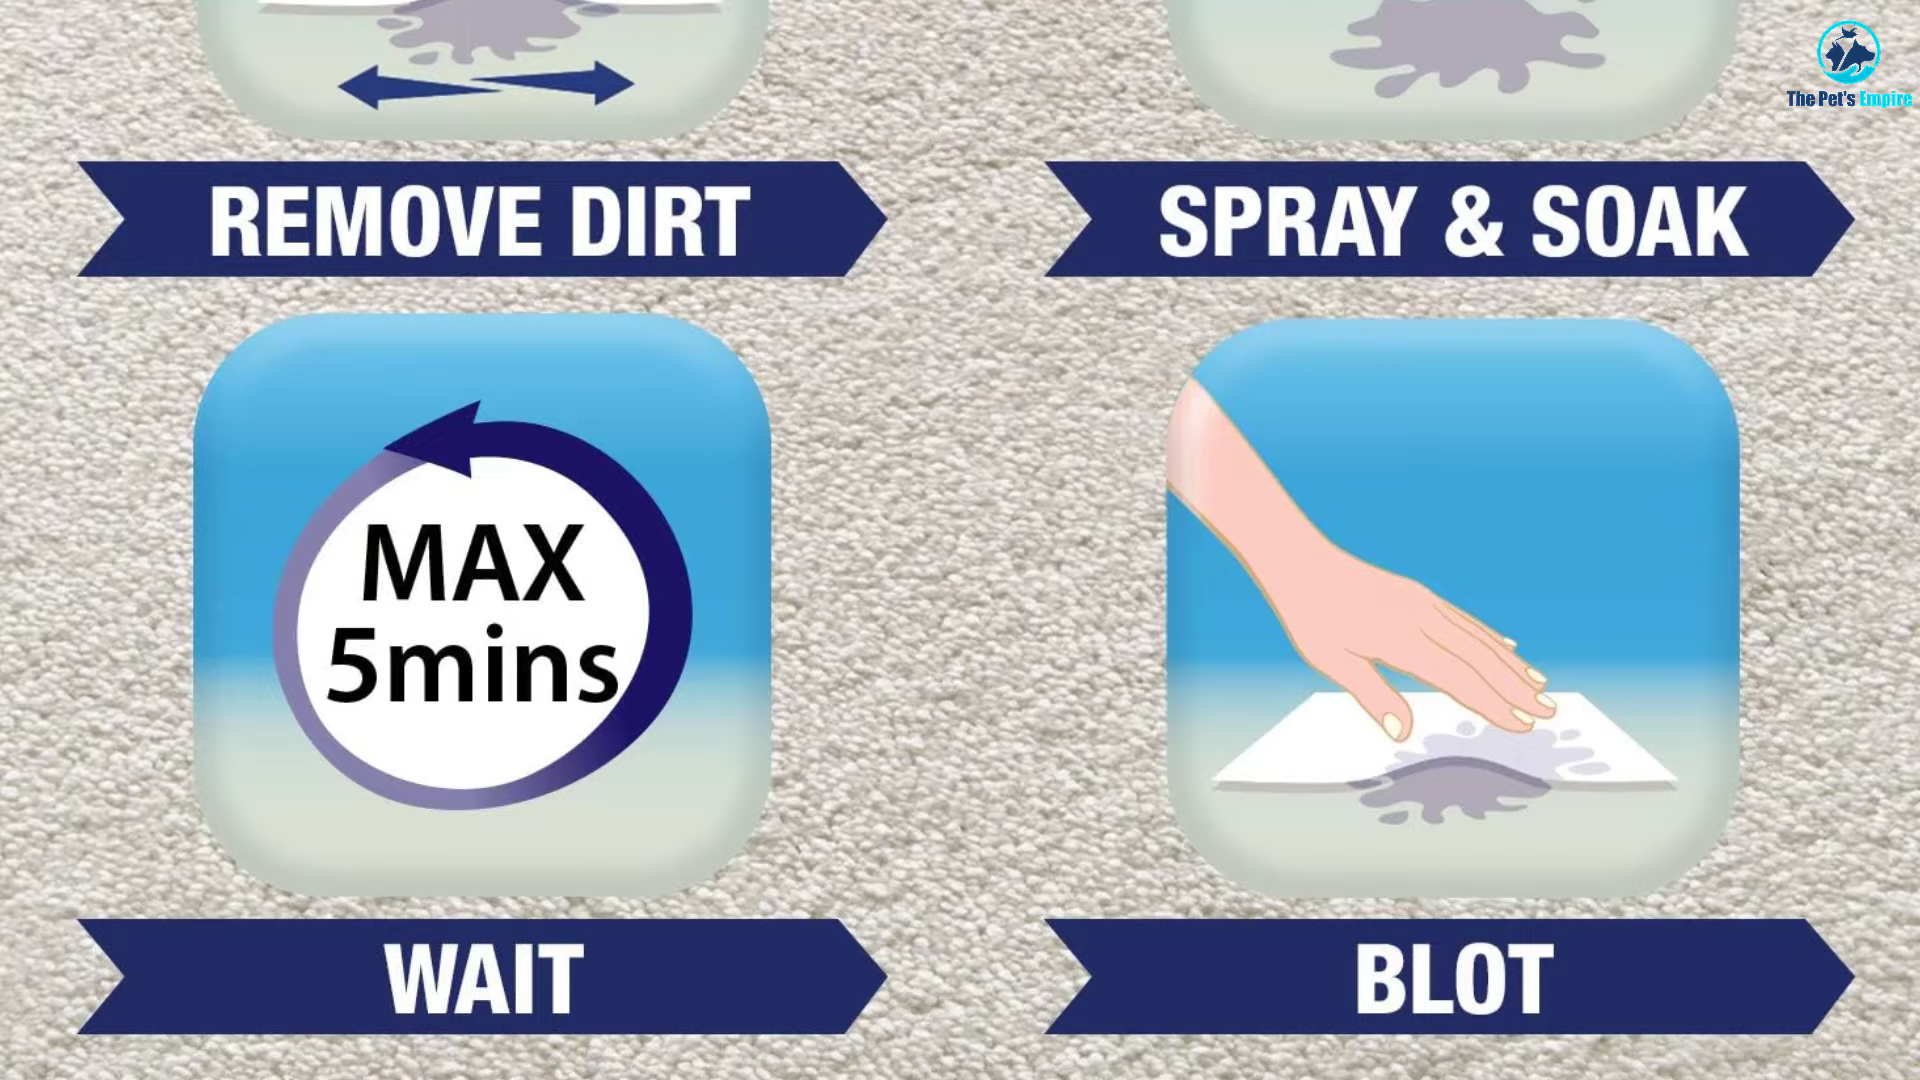 The Pet's Empire
REMOVE DIRT
SPRAY & SOAK
MAX
5mins
WAIT
BLOT